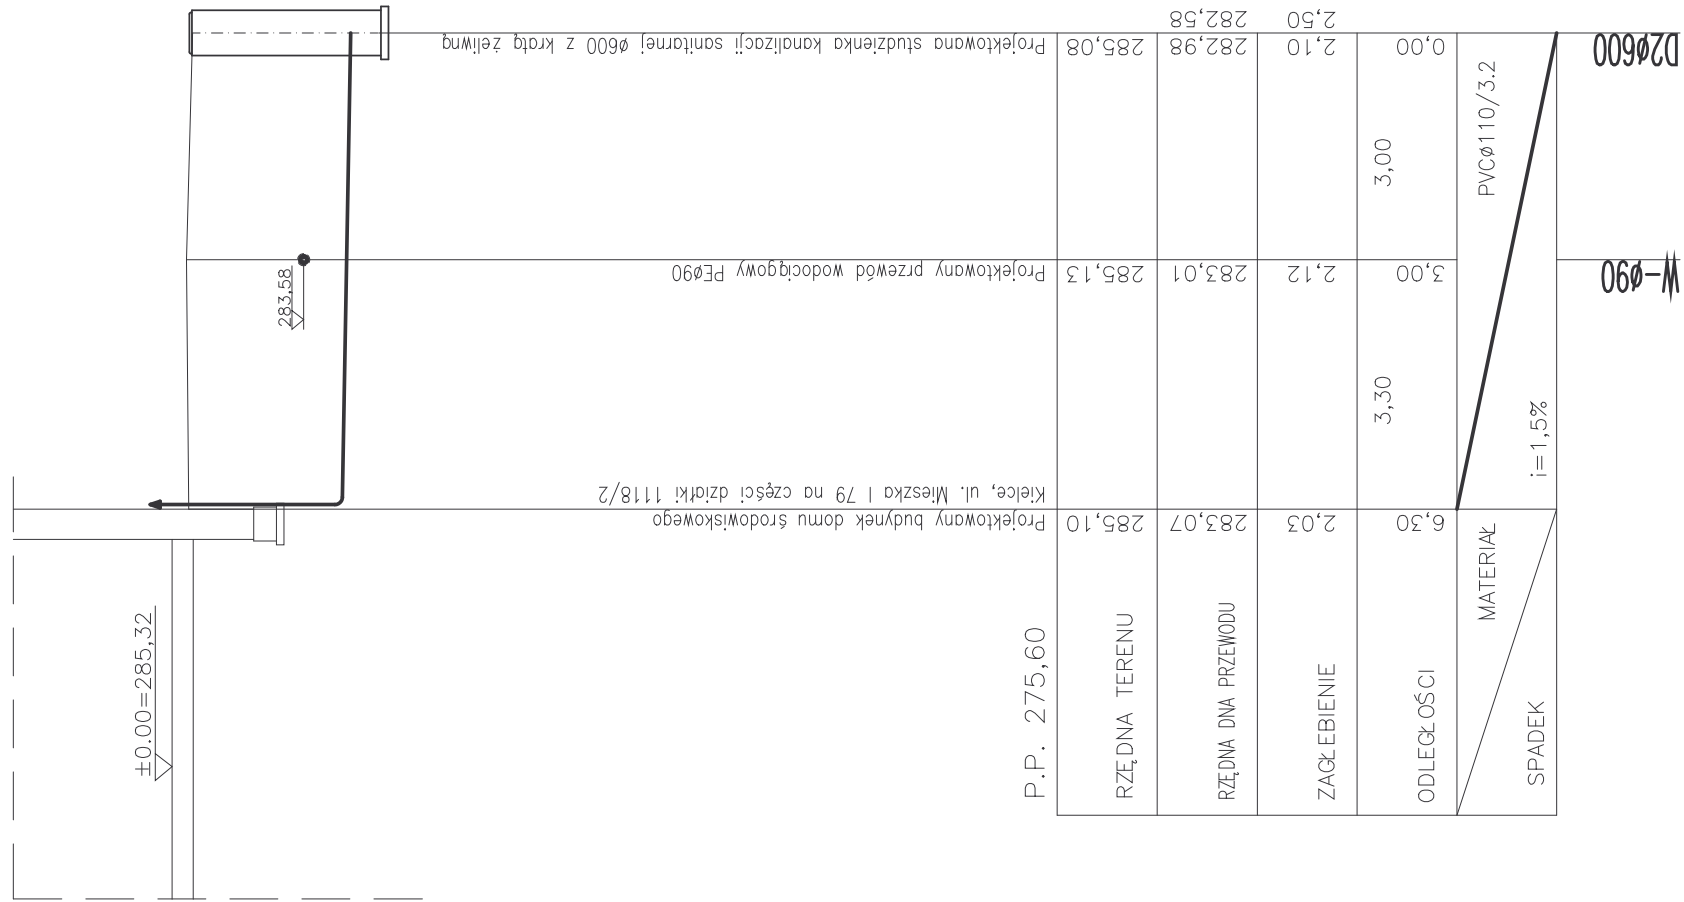 ±0.00=285,32
283,58
Projektowany budynek domu środowiskowego
Kielce, ul. Mieszka I 79 na części działki 1118/2
Projektowany przewód wodociągowy PEø90
Projektowana studzienka kanalizacji sanitarnej ø600 z kratą żeliwną
P.P. 275,60
RZĘDNA TERENU 285,10 285,13 285,08
RZĘDNA DNA PRZEWODU 283,07 283,01 282,98 282,58
ZAGŁEBIENIE 2,03 2,12 2,10 2,50
ODLEGŁOŚCI 6,30 3,30 3,00 3,00 0,00
MATERIAŁ PVCø110/3.2
SPADEK i=1,5%
W-ø90
D2ø600